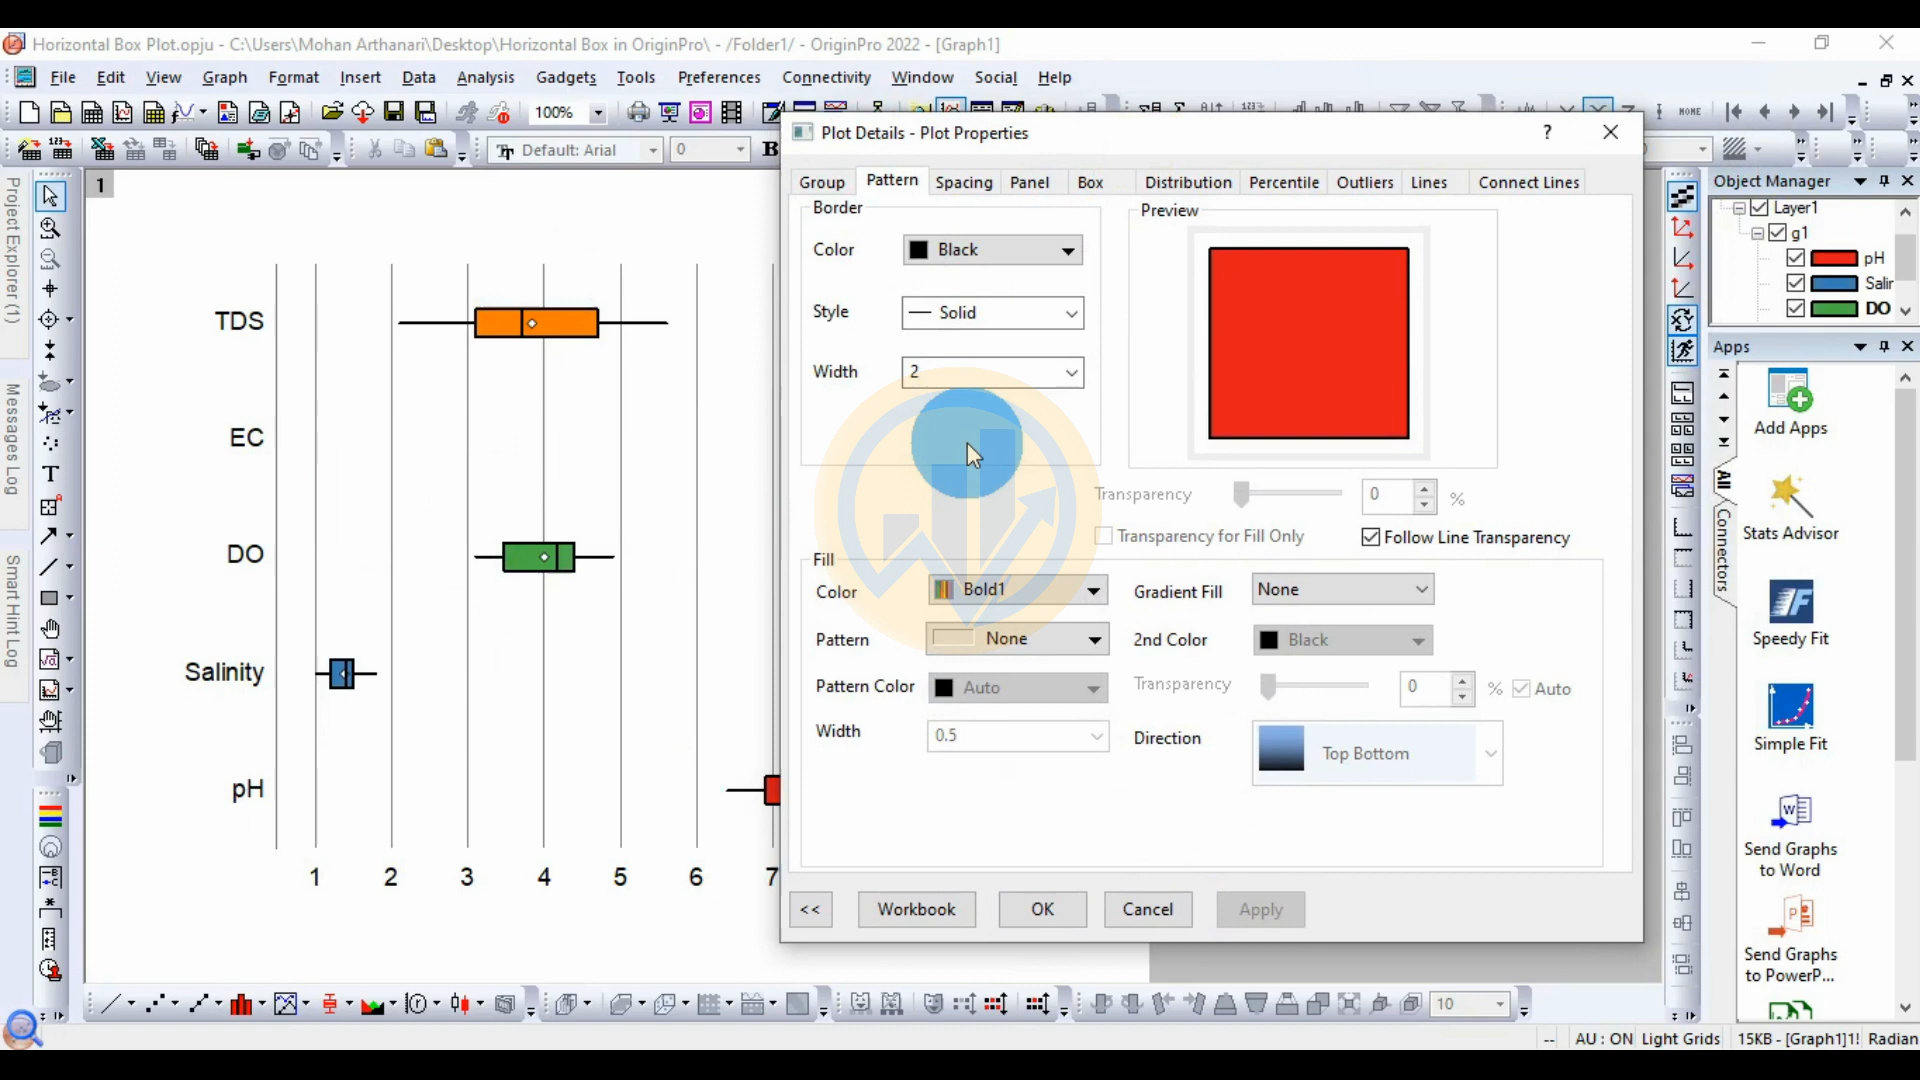 Horizontal Box Plot.opju - C:\Users\Mohan Arthanari\Desktop\Horizontal Box in OriginPro\ - /Folder1/ - OriginPro 2022 - [Graph1]
File Edit View Graph Format Insert Data Analysis Gadgets Tools Preferences Connectivity Window Social Help
100%
HOME
Default: Arial 0 B
Plot Details - Plot Properties ?
Group Pattern Spacing Panel Box Distribution Percentile Outliers Lines Connect Lines
Border
Color Black
Style Solid
Width 2
Preview
Transparency 0 %
Transparency for Fill Only
Follow Line Transparency
Fill
Color Bold1
Pattern None
Pattern Color Auto
Width 0.5
Gradient Fill None
2nd Color Black
Transparency 0 % Auto
Direction Top Bottom
<< Workbook OK Cancel Apply
Project Explorer (1)
Messages Log
Smart Hint Log
1
TDS
EC
DO
Salinity
pH
1 2 3 4 5 6 7
Object Manager
Layer1
g1
pH
Salir
DO
Apps
All
Connectors
Add Apps
Stats Advisor
Speedy Fit
Simple Fit
Send Graphs
to Word
Send Graphs
to PowerP...
10
-- AU : ON Light Grids 15KB - [Graph1]1! Radian